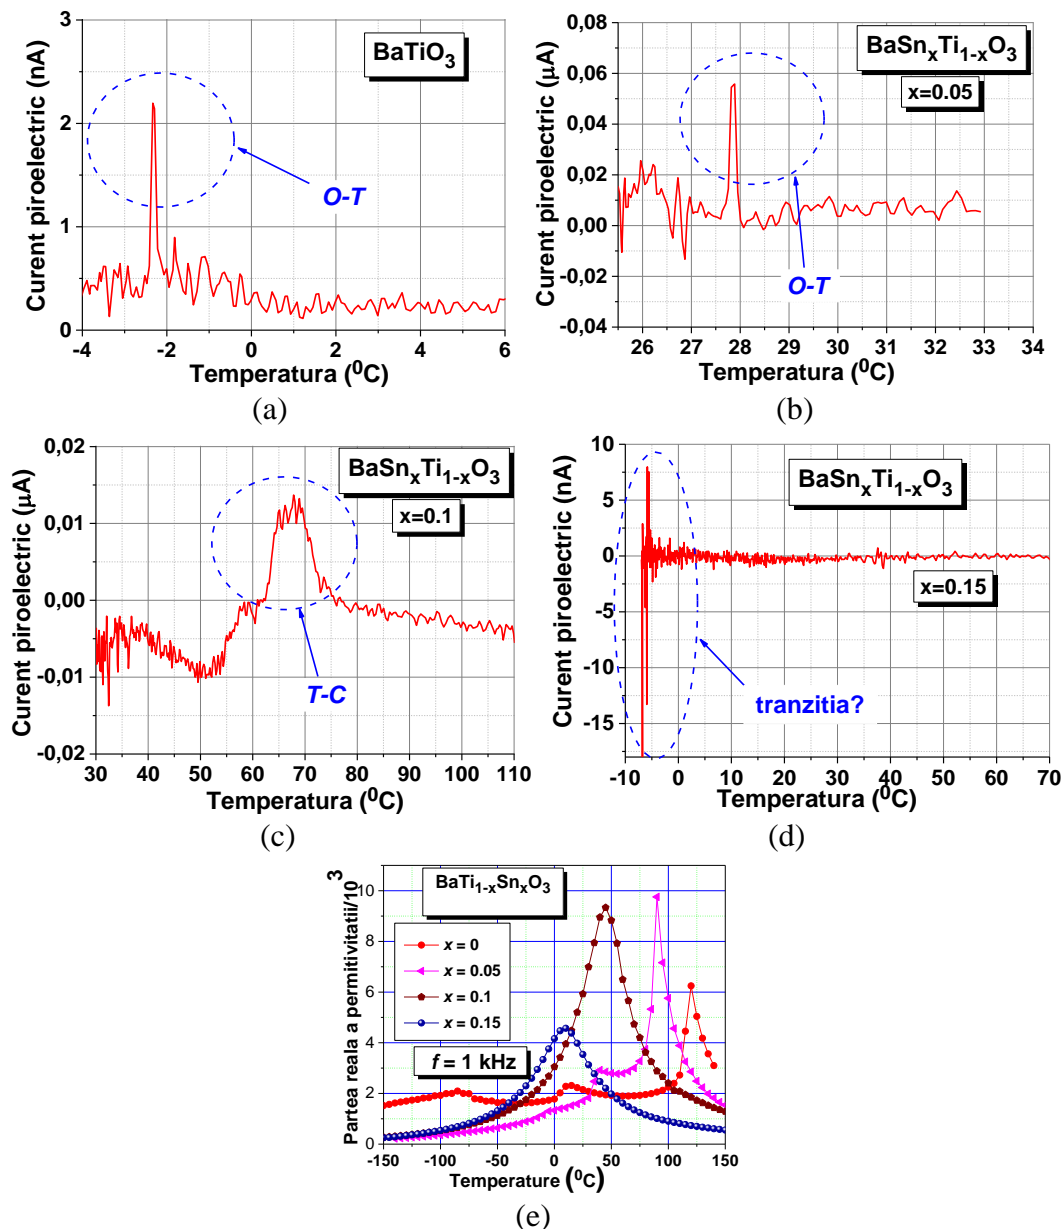 3
2
1
0
-4
-2
0
2
4
6
Curent piroelectric (nA)
Temperatura (⁰C)
BaTiO₃
O-T
(a)
0,08
0,06
0,04
0,02
0,00
-0,02
-0,04
26
27
28
29
30
31
32
33
34
Curent piroelectric (µA)
Temperatura (⁰C)
BaSnₓTi₁₋ₓO₃
x=0.05
O-T
(b)
0,02
0,01
0,00
-0,01
-0,02
30
40
50
60
70
80
90
100
110
Curent piroelectric (µA)
Temperatura (⁰C)
BaSnₓTi₁₋ₓO₃
x=0.1
T-C
(c)
10
5
0
-5
-10
-15
-10
0
10
20
30
40
50
60
70
Curent piroelectric (nA)
Temperatura (⁰C)
BaSnₓTi₁₋ₓO₃
x=0.15
tranzitia?
(d)
10
8
6
4
2
0
-150
-100
-50
0
50
100
150
Partea reala a permitivitatii/10³
Temperature (⁰C)
BaTi₁₋ₓSnₓO₃
x = 0
x = 0.05
x = 0.1
x = 0.15
f = 1 kHz
(e)